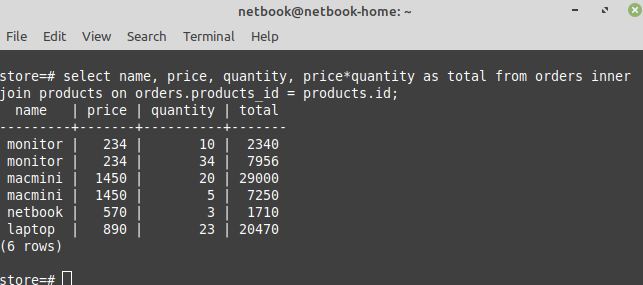 netbook@netbook-home: ~
File Edit View Search Terminal Help
store=# select name, price, quantity, price*quantity as total from orders inner
join products on orders.products_id = products.id;
  name   | price | quantity | total
---------+-------+----------+-------
 monitor |   234 |       10 |  2340
 monitor |   234 |       34 |  7956
 macmini |  1450 |       20 | 29000
 macmini |  1450 |        5 |  7250
 netbook |   570 |        3 |  1710
 laptop  |   890 |       23 | 20470
(6 rows)
store=#